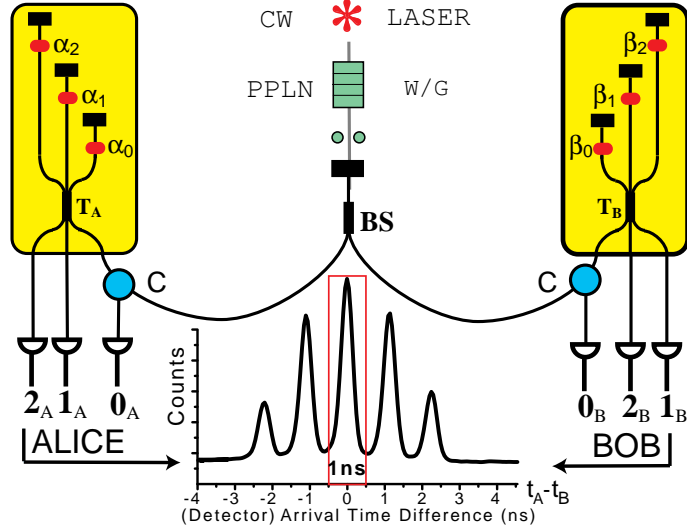 CW LASER
α2
α1
α0
TA
β2
β1
β0
TB
PPLN W/G
BS
C
C
2A 1A 0A
ALICE
0B 2B 1B
BOB
Counts
1ns
-4 -3 -2 -1 0 1 2 3 4
tA-tB
(Detector) Arrival Time Difference (ns)